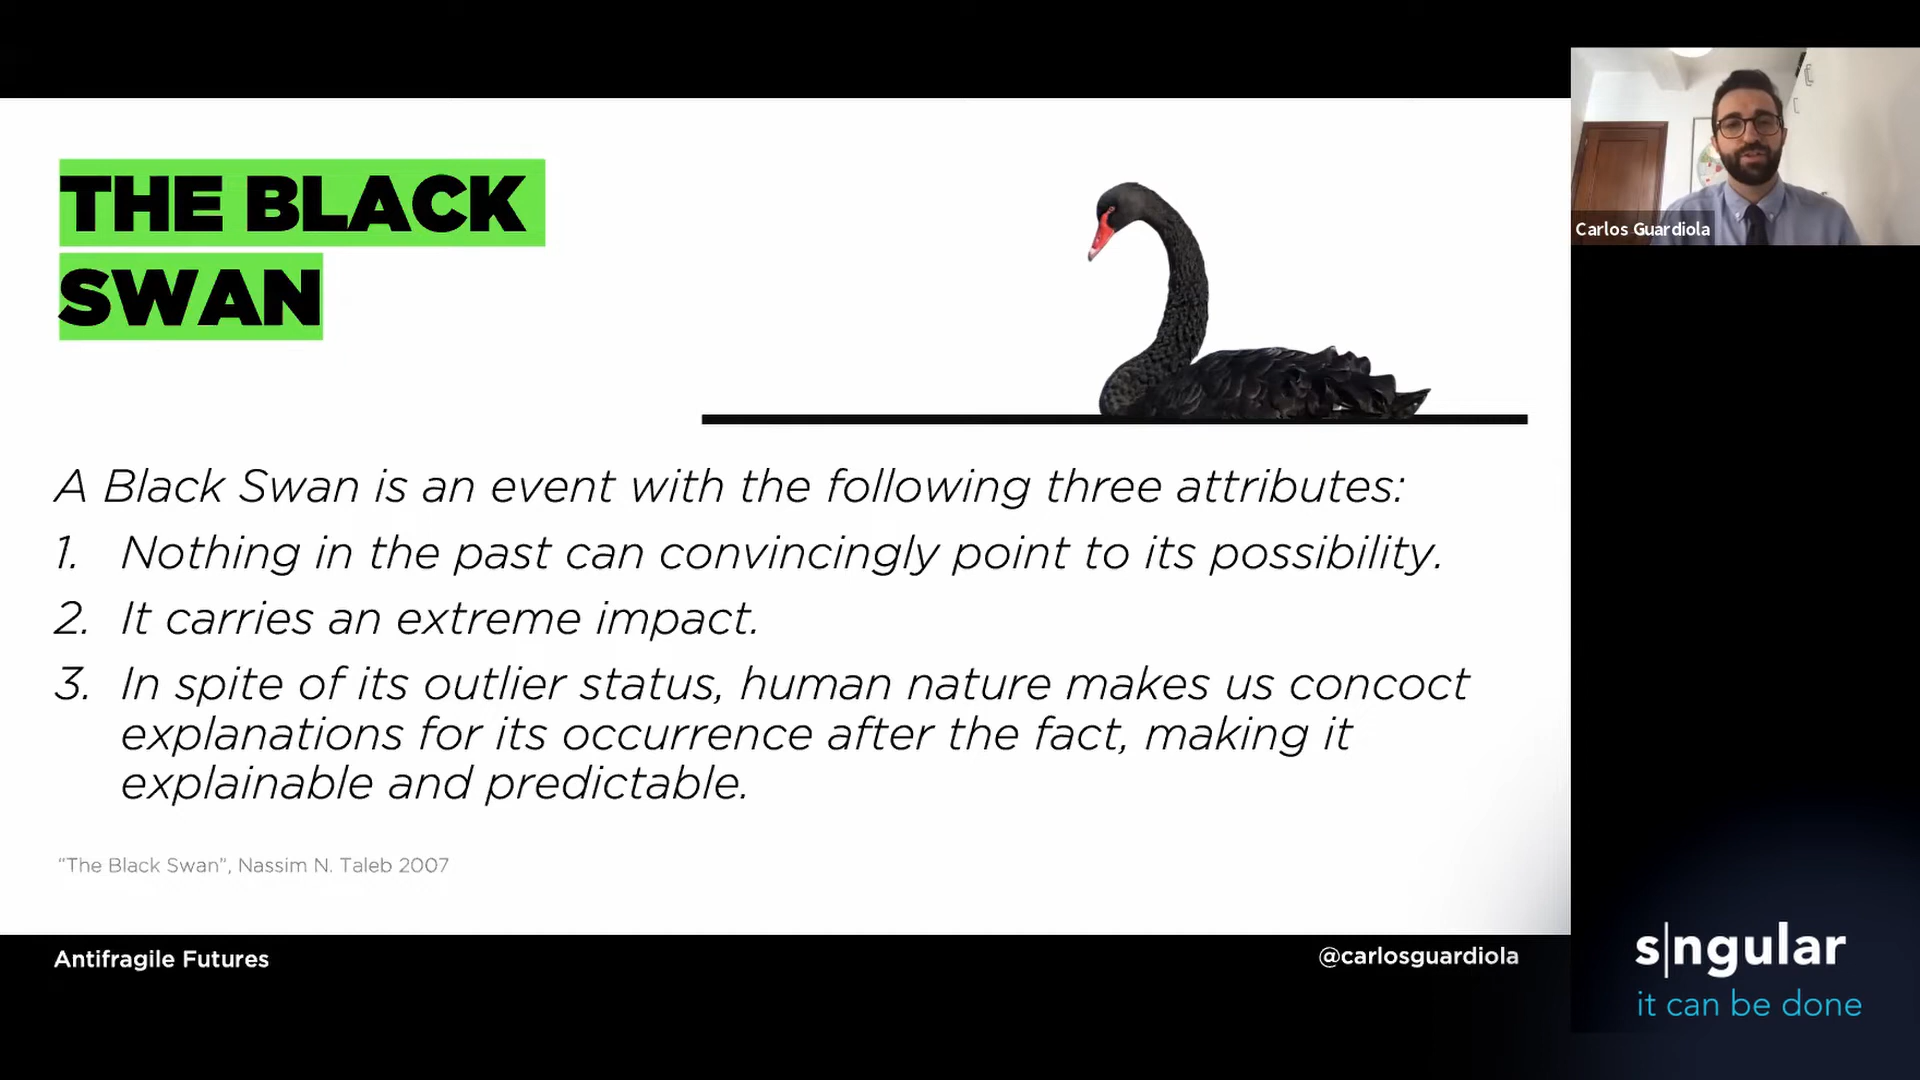 THE BLACK
SWAN
A Black Swan is an event with the following three attributes:
1. Nothing in the past can convincingly point to its possibility.
2. It carries an extreme impact.
3. In spite of its outlier status, human nature makes us concoct
explanations for its occurrence after the fact, making it
explainable and predictable.
“The Black Swan”, Nassim N. Taleb 2007
Antifragile Futures
@carlosguardiola
Carlos Guardiola
s|ngular
it can be done